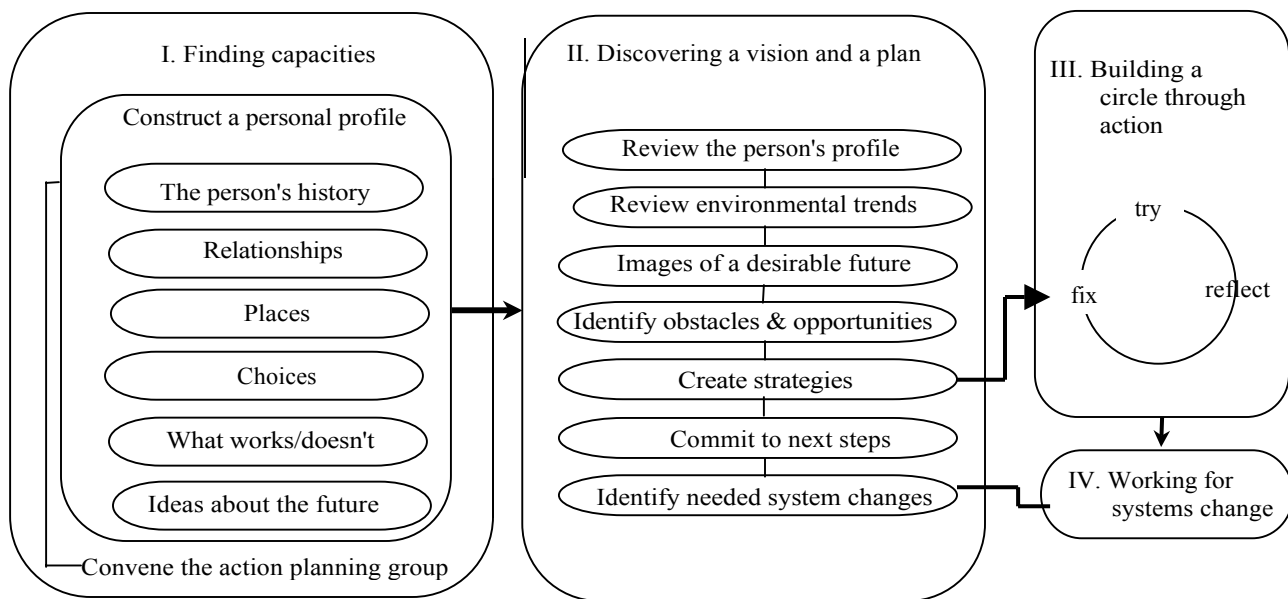 I. Finding capacities
Construct a personal profile
The person's history
Relationships
Places
Choices
What works/doesn't
Ideas about the future
Convene the action planning group
II. Discovering a vision and a plan
Review the person's profile
Review environmental trends
Images of a desirable future
Identify obstacles & opportunities
Create strategies
Commit to next steps
Identify needed system changes
III. Building a
circle through
action
try
fix
reflect
IV. Working for
systems change